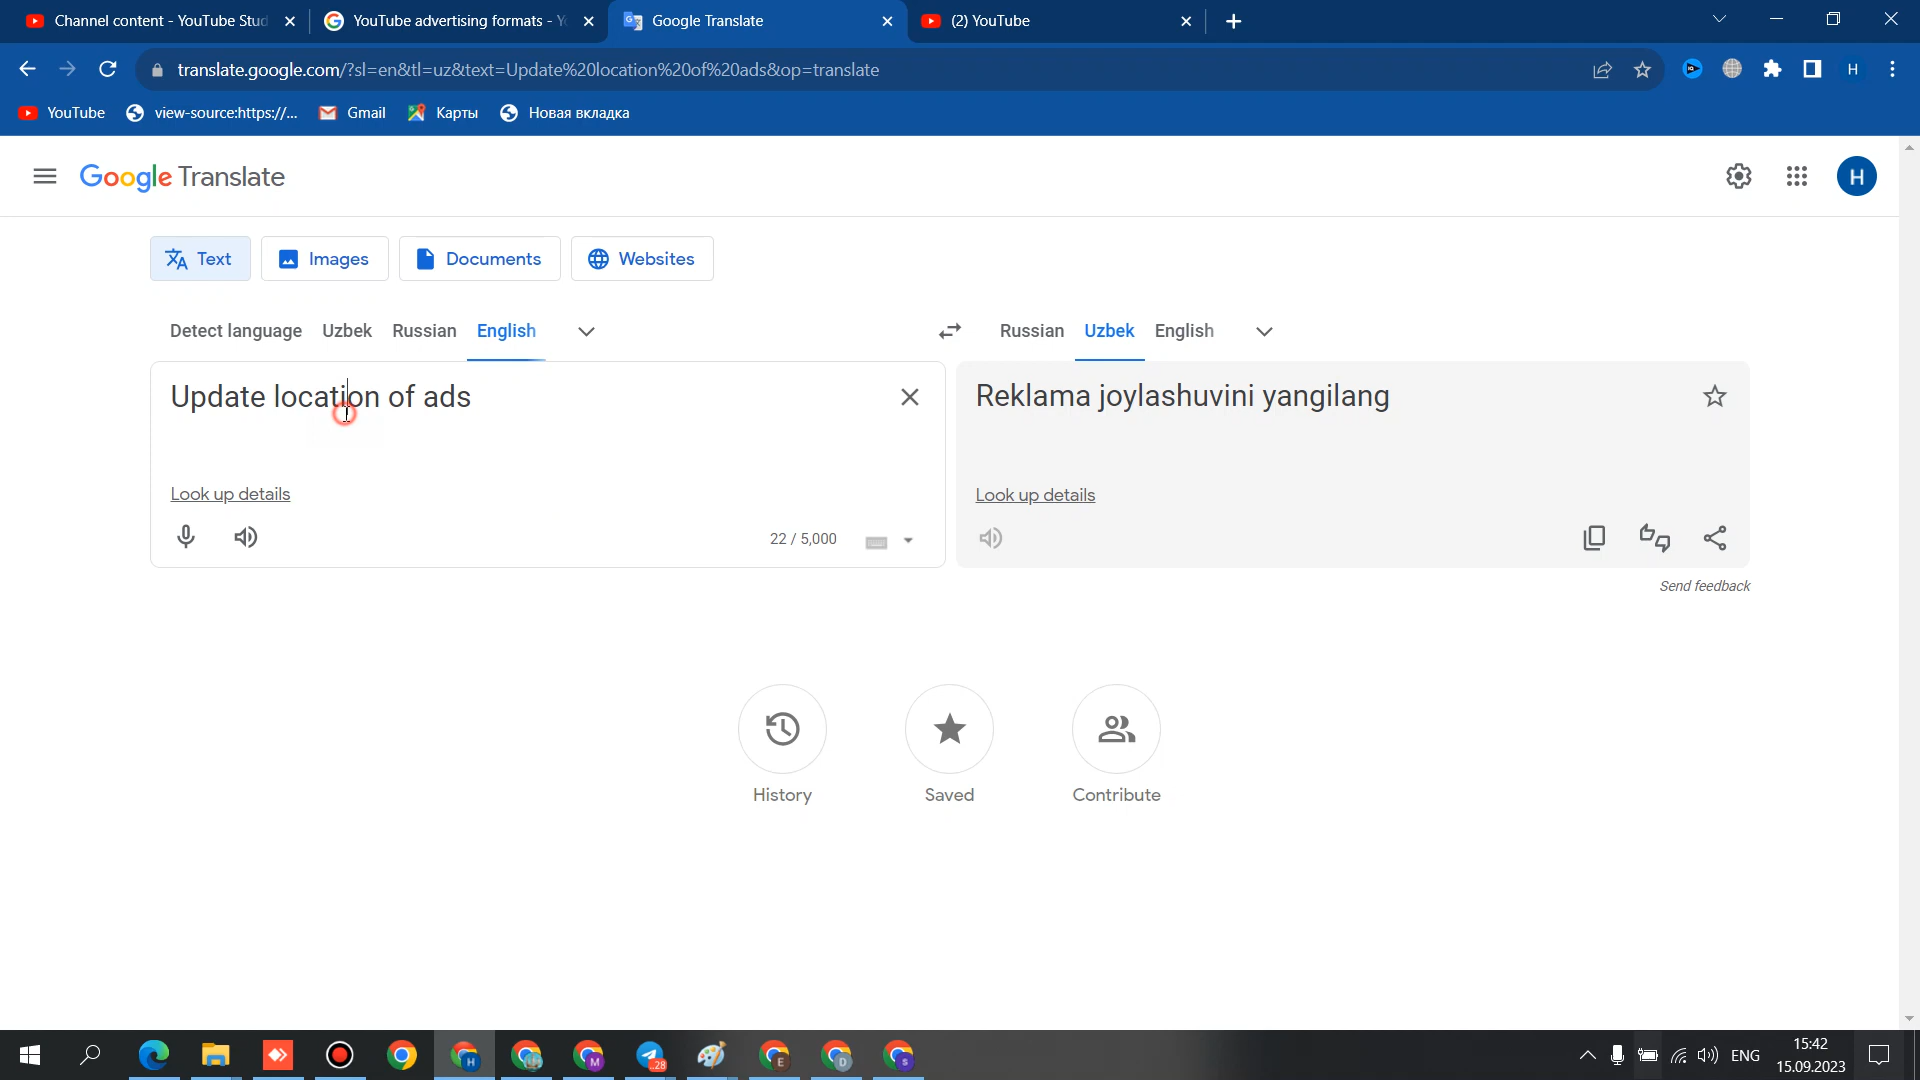 Channel content - YouTube Stud
YouTube advertising formats - Y
Google Translate
(2) YouTube
translate.google.com/?sl=en&tl=uz&text=Update%20location%20of%20ads&op=translate
YouTube
view-source:https://...
Gmail
Карты
Новая вкладка
H
Google Translate
H
Text
Images
Documents
Websites
Detect language Uzbek Russian English
Russian Uzbek English
Update location of ads
Reklama joylashuvini yangilang
Look up details
Look up details
22 / 5,000
Send feedback
History
Saved
Contribute
H
M
28
E
D
S
ENG
15:42
15.09.2023